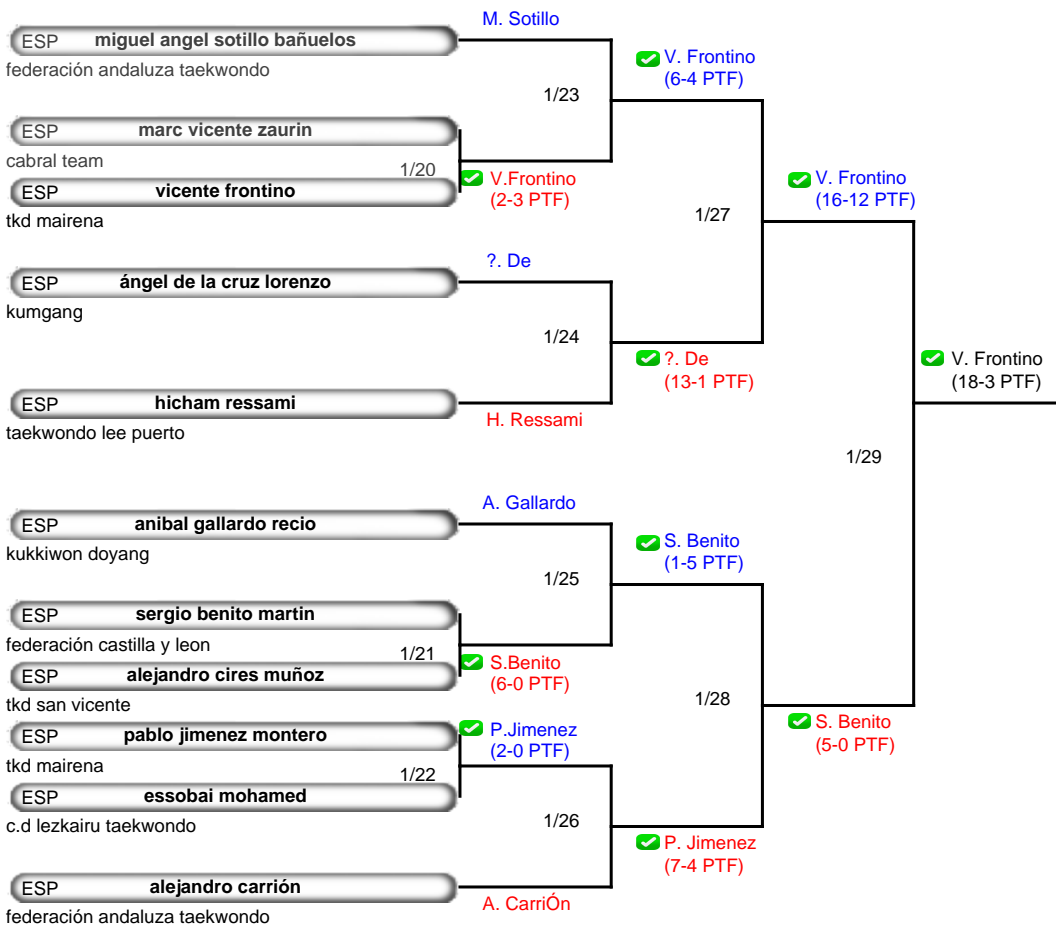 M. Sotillo
ESP miguel angel sotillo bañuelos
federación andaluza taekwondo
V. Frontino
(6-4 PTF)
1/23
ESP marc vicente zaurin
cabral team
1/20
ESP vicente frontino
tkd mairena
V.Frontino
(2-3 PTF)
V. Frontino
(16-12 PTF)
1/27
?. De
ESP ángel de la cruz lorenzo
kumgang
1/24
?. De
(13-1 PTF)
ESP hicham ressami
taekwondo lee puerto
H. Ressami
V. Frontino
(18-3 PTF)
1/29
A. Gallardo
ESP anibal gallardo recio
kukkiwon doyang
S. Benito
(1-5 PTF)
1/25
ESP sergio benito martin
federación castilla y leon
1/21
ESP alejandro cires muñoz
tkd san vicente
S.Benito
(6-0 PTF)
1/28
S. Benito
(5-0 PTF)
ESP pablo jimenez montero
tkd mairena
P.Jimenez
(2-0 PTF)
1/22
ESP essobai mohamed
c.d lezkairu taekwondo
1/26
P. Jimenez
(7-4 PTF)
ESP alejandro carrión
federación andaluza taekwondo
A. CarriÓn